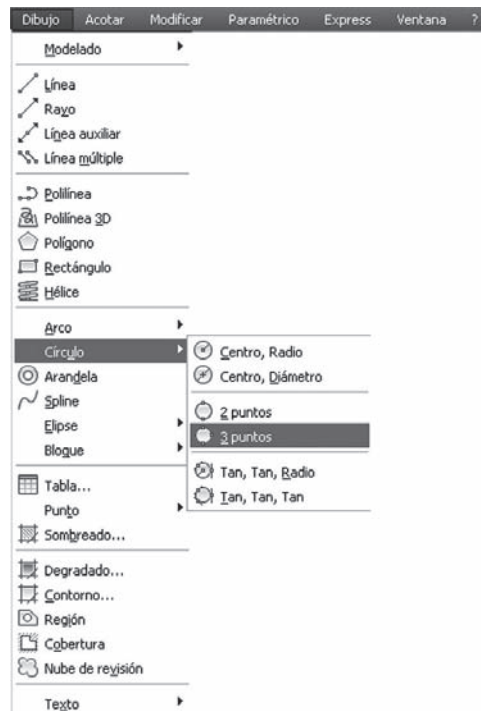 Dibujo Acotar Modificar Paramétrico Express Ventana ?
Modelado
Línea
Rayo
Línea auxiliar
Línea múltiple
Polilínea
Polilínea 3D
Polígono
Rectángulo
Hélice
Arco
Círculo
Centro, Radio
Centro, Diámetro
2 puntos
3 puntos
Tan, Tan, Radio
Tan, Tan, Tan
Arandela
Spline
Elipse
Bloque
Tabla...
Punto
Sombreado...
Degradado...
Contorno...
Región
Cobertura
Nube de revisión
Texto